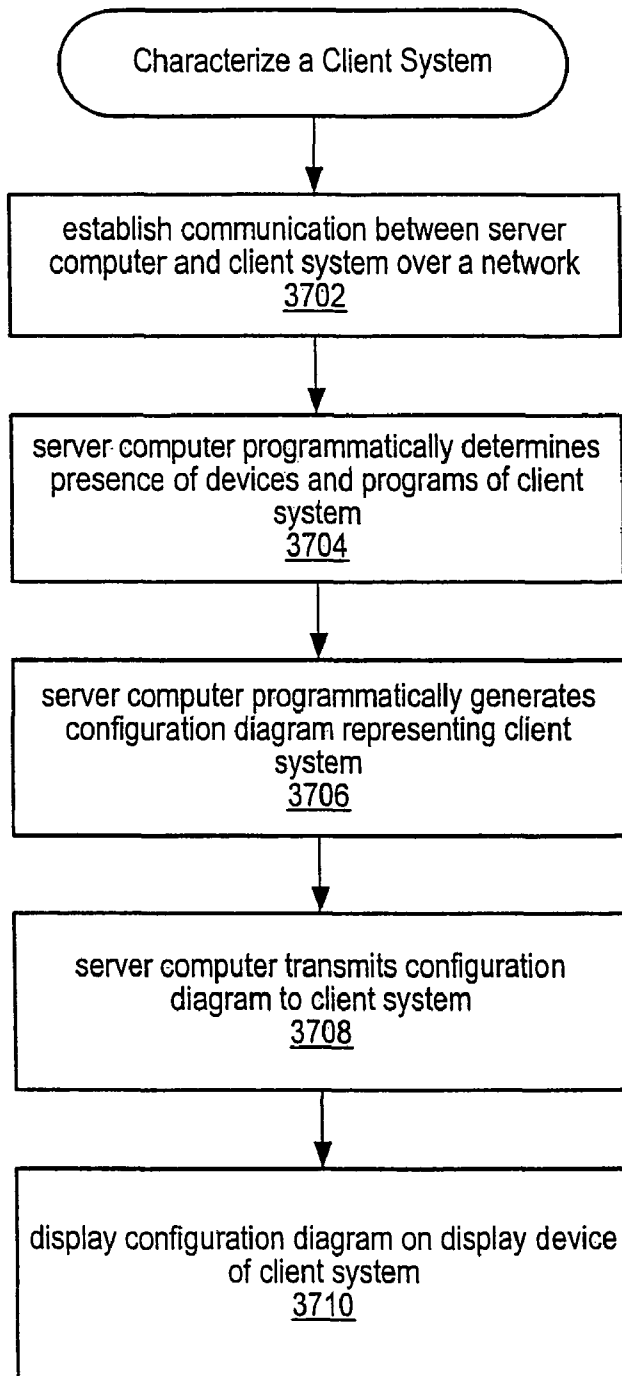 Characterize a Client System
establish communication between server
computer and client system over a network
3702
server computer programmatically determines
presence of devices and programs of client
system
3704
server computer programmatically generates
configuration diagram representing client
system
3706
server computer transmits configuration
diagram to client system
3708
display configuration diagram on display device
of client system
3710